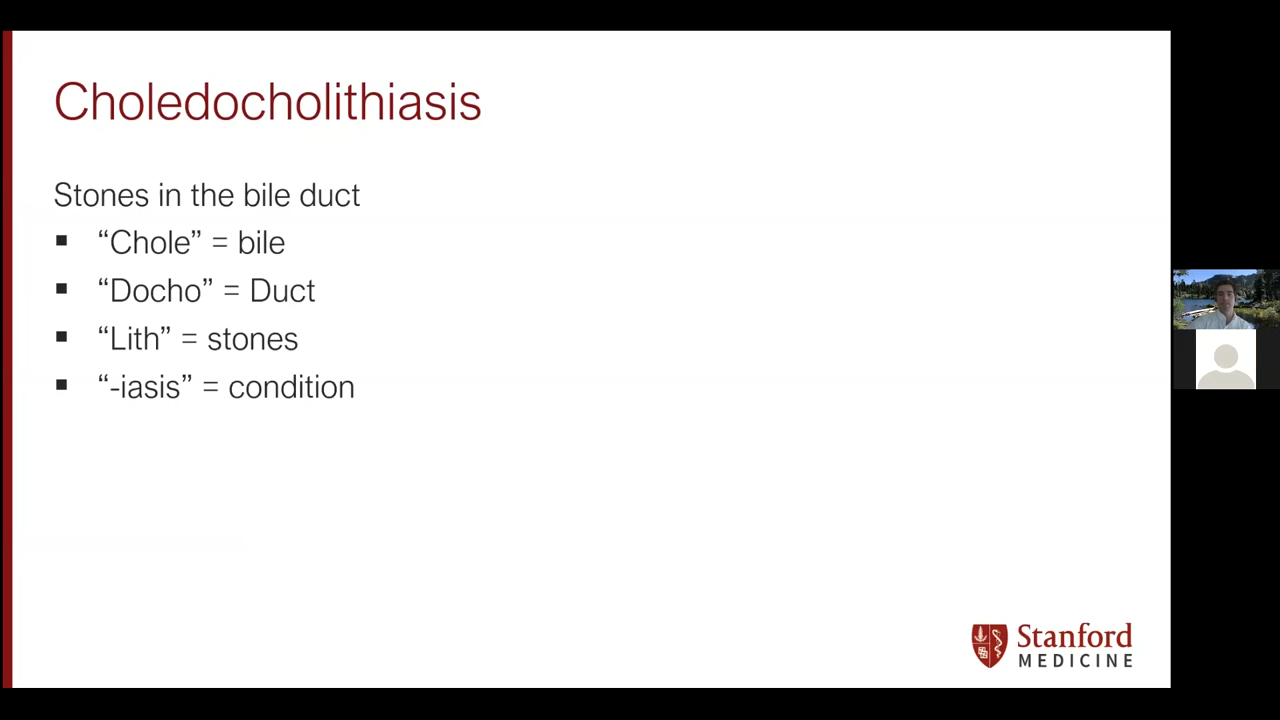 Choledocholithiasis
Stones in the bile duct
▪ “Chole” = bile
▪ “Docho” = Duct
▪ “Lith” = stones
▪ “-iasis” = condition
Stanford
MEDICINE